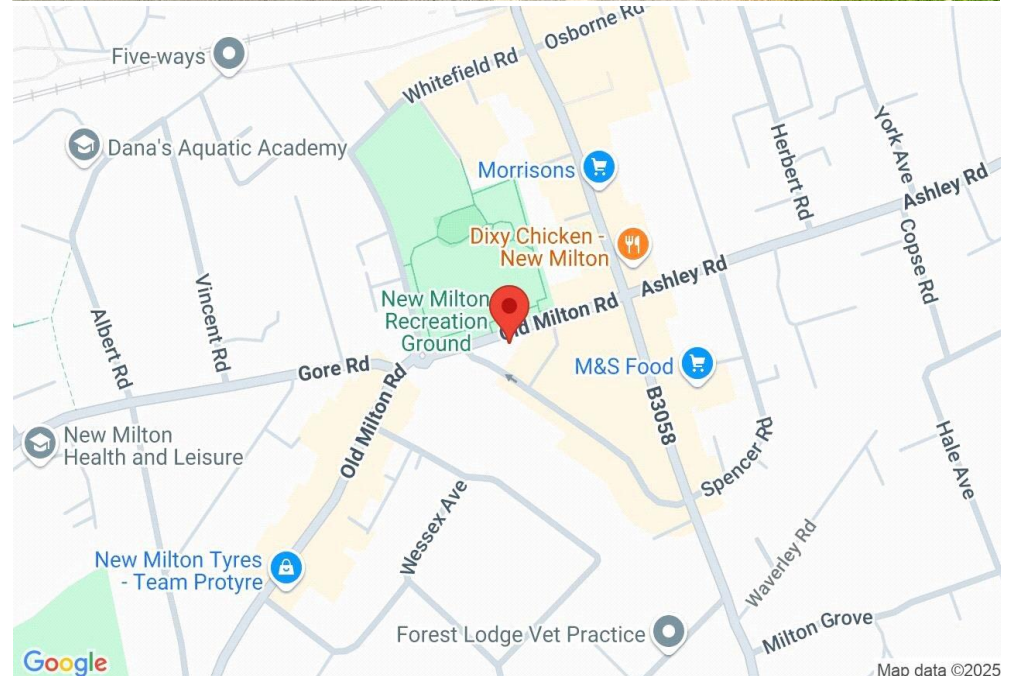 Osborne Rd
Five-ways
Whitefield Rd
York Ave
Dana's Aquatic Academy
Herbert Rd
Morrisons
Ashley Rd
Dixy Chicken -
New Milton
Copse Rd
Vincent Rd
Ashley Rd
New Milton
Recreation
Ground
Old Milton Rd
Albert Rd
Gore Rd
M&S Food
B3058
Old Milton Rd
New Milton
Health and Leisure
Spencer Rd
Hale Ave
Wessex Ave
Waverley Rd
New Milton Tyres
- Team Protyre
Forest Lodge Vet Practice
Milton Grove
Google
Map data ©2025